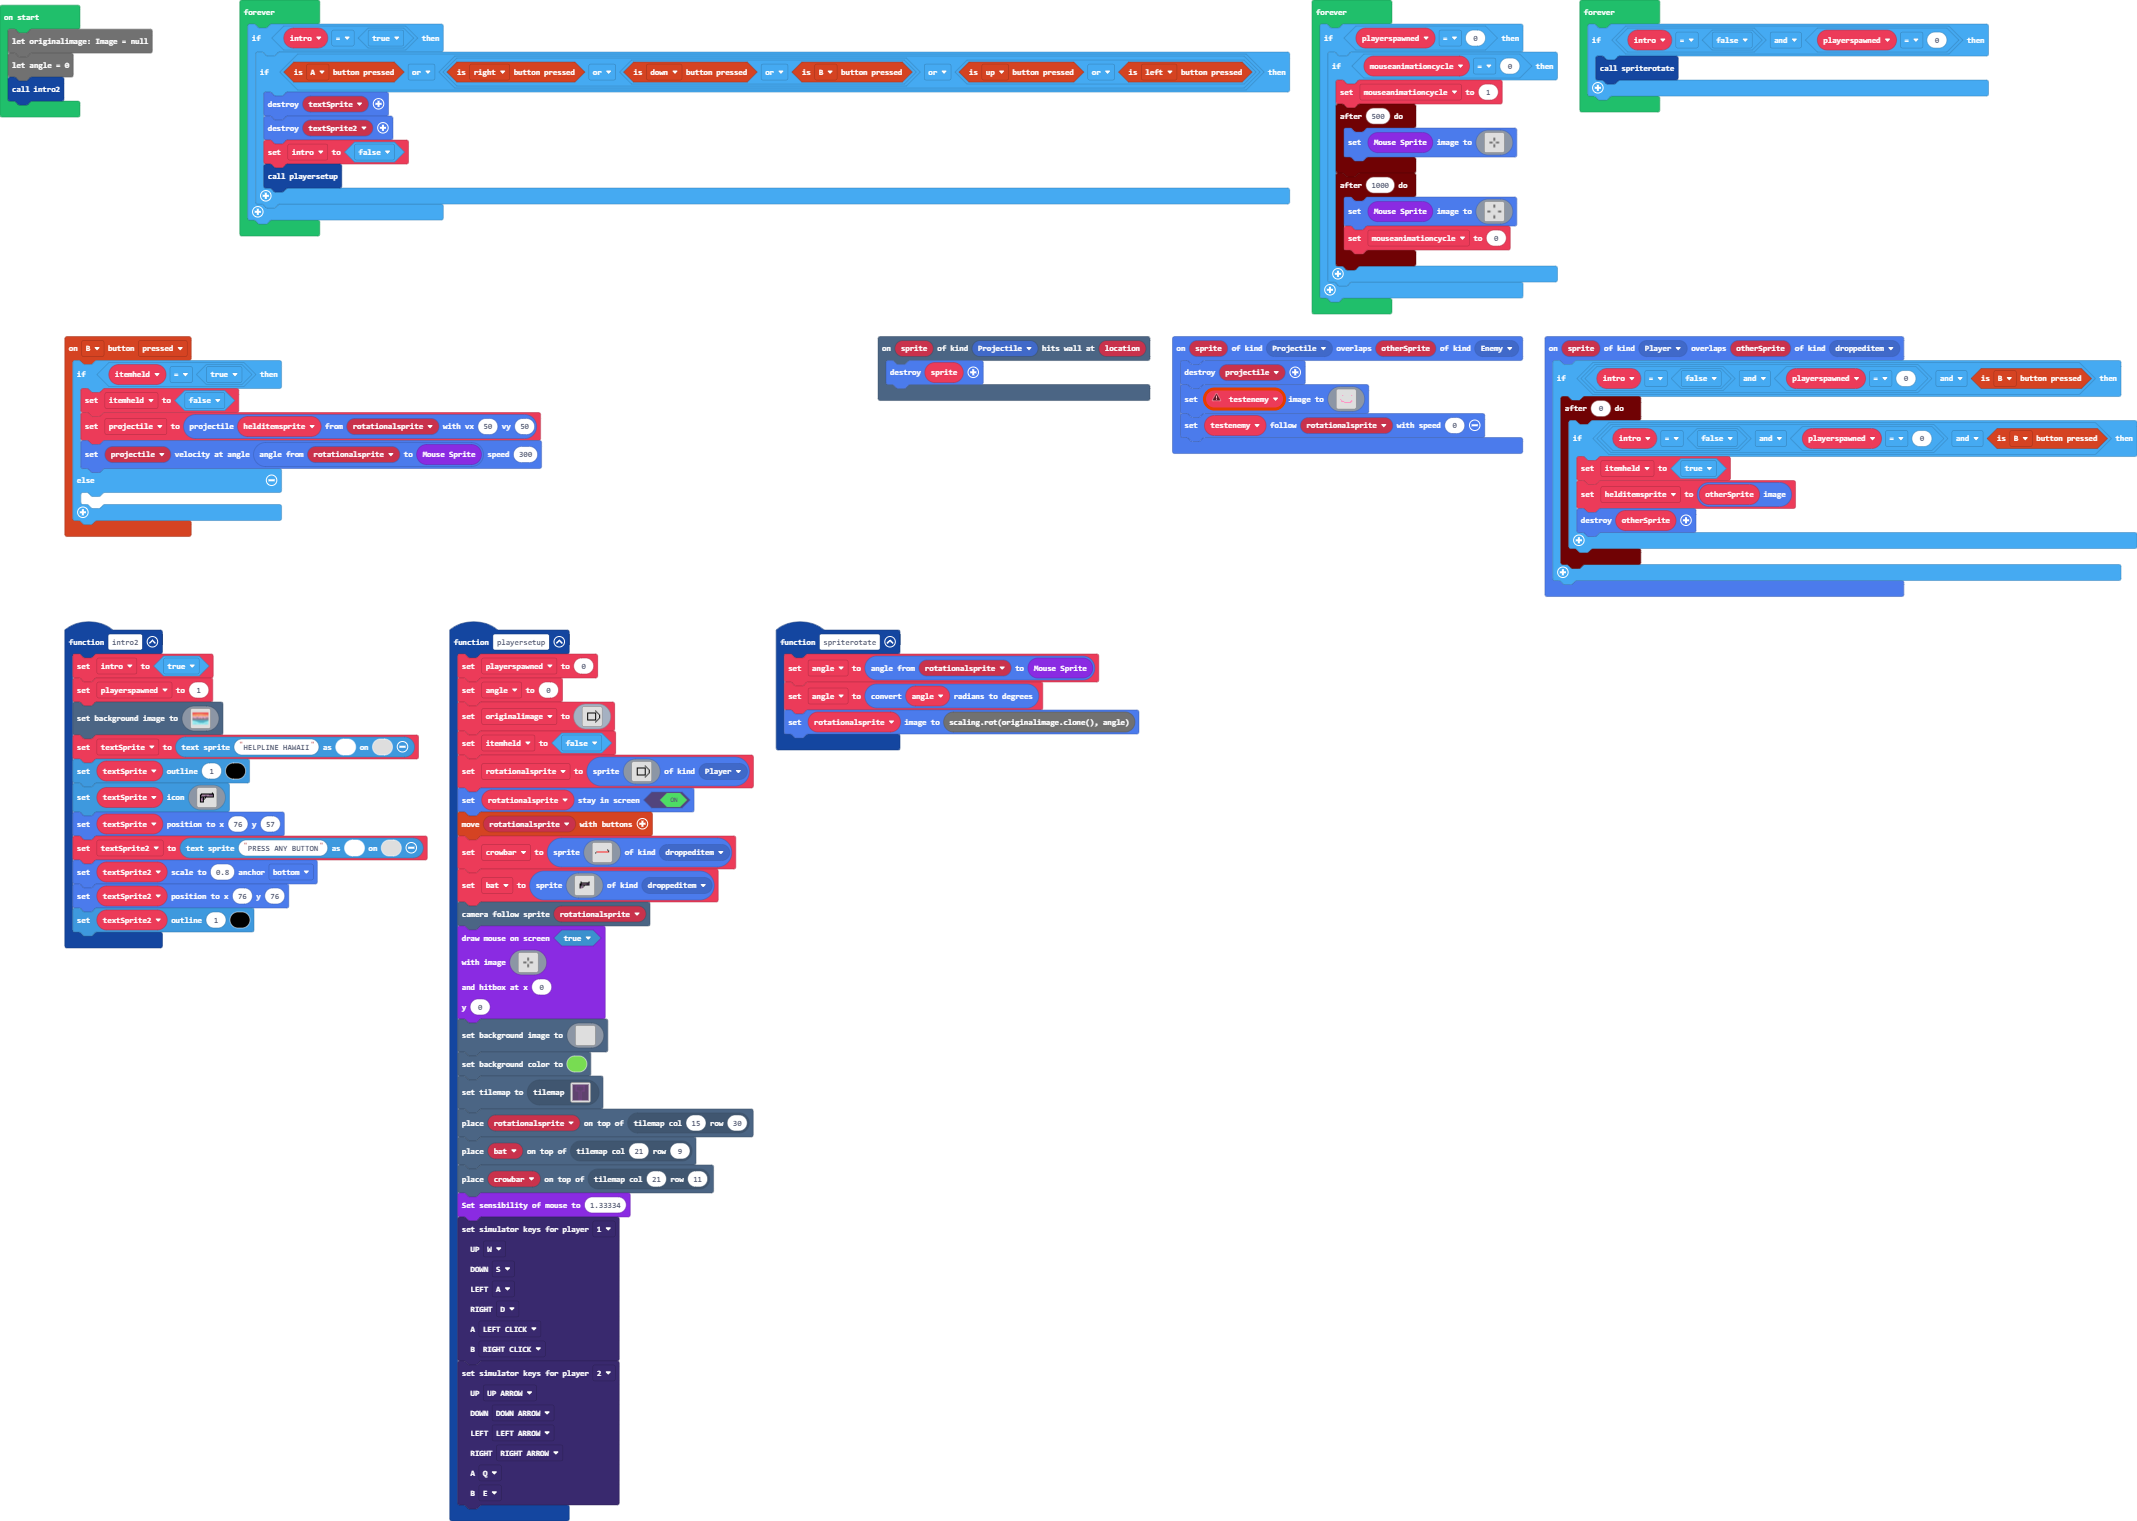 on start
let originalimage: Image = null
let angle = 0
call intro2
forever
if intro = true then
if is A button pressed or is right button pressed or is down button pressed or is B button pressed or is up button pressed or is left button pressed then
destroy textSprite
destroy textSprite2
set intro to false
call playersetup
forever
if playerspawned = 0 then
if mouseanimationcycle = 0 then
set mouseanimationcycle to 1
after 500 do
set Mouse Sprite image to
after 1000 do
set Mouse Sprite image to
set mouseanimationcycle to 0
forever
if intro = false and playerspawned = 0 then
call spriterotate
on B button pressed
if itemheld = true then
set itemheld to false
set projectile to projectile helditemsprite from rotationalsprite with vx 50 vy 50
set projectile velocity at angle angle from rotationalsprite to Mouse Sprite speed 300
else
on sprite of kind Projectile hits wall at location
destroy sprite
on sprite of kind Projectile overlaps otherSprite of kind Enemy
destroy projectile
set testenemy image to
set testenemy follow rotationalsprite with speed 0
on sprite of kind Player overlaps otherSprite of kind droppeditem
if intro = false and playerspawned = 0 and is B button pressed then
after 0 do
if intro = false and playerspawned = 0 and is B button pressed then
set itemheld to true
set helditemsprite to otherSprite image
destroy otherSprite
function intro2
set intro to true
set playerspawned to 1
set background image to
set textSprite to text sprite "HELPLINE HAWAII" as on
set textSprite outline 1
set textSprite icon
set textSprite position to x 76 y 57
set textSprite2 to text sprite "PRESS ANY BUTTON" as on
set textSprite2 scale to 0.8 anchor bottom
set textSprite2 position to x 76 y 76
set textSprite2 outline 1
function playersetup
set playerspawned to 0
set angle to 0
set originalimage to
set itemheld to false
set rotationalsprite to sprite of kind Player
set rotationalsprite stay in screen ON
move rotationalsprite with buttons
set crowbar to sprite of kind droppeditem
set bat to sprite of kind droppeditem
camera follow sprite rotationalsprite
draw mouse on screen true
with image
and hitbox at x 0
y 0
set background image to
set background color to
set tilemap to tilemap
place rotationalsprite on top of tilemap col 15 row 30
place bat on top of tilemap col 21 row 9
place crowbar on top of tilemap col 21 row 11
Set sensibility of mouse to 1.33334
set simulator keys for player 1
UP W
DOWN S
LEFT A
RIGHT D
A LEFT CLICK
B RIGHT CLICK
set simulator keys for player 2
UP UP ARROW
DOWN DOWN ARROW
LEFT LEFT ARROW
RIGHT RIGHT ARROW
A Q
B E
function spriterotate
set angle to angle from rotationalsprite to Mouse Sprite
set angle to convert angle radians to degrees
set rotationalsprite image to scaling.rot(originalimage.clone(), angle)